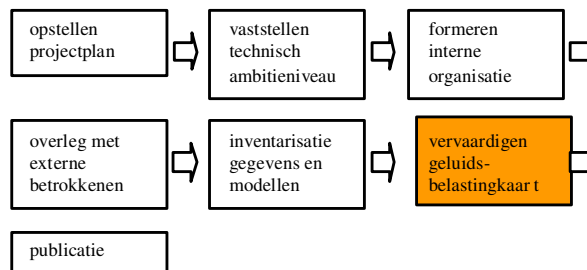 opstellen
projectplan
vaststellen
technisch
ambitieniveau
formeren
interne
organisatie
overleg met
externe
betrokkenen
inventarisatie
gegevens en
modellen
vervaardigen
geluids-
belastingkaar t
publicatie